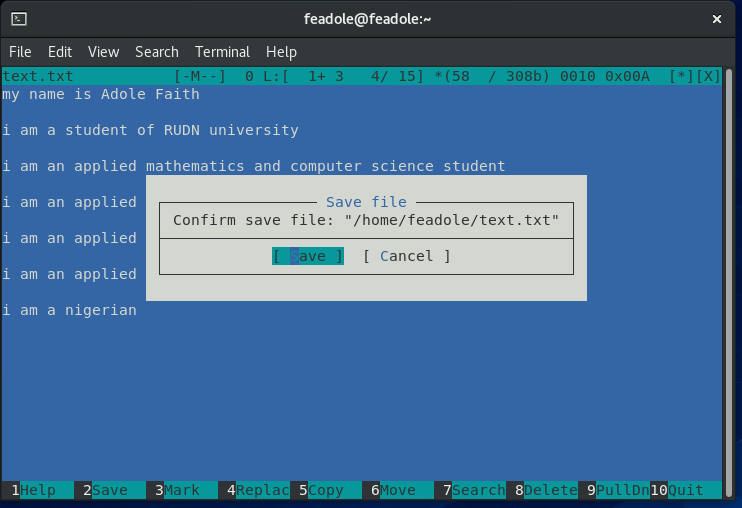 feadole@feadole:~
File Edit View Search Terminal Help
text.txt [-M--] 0 L:[ 1+ 3 4/ 15] *(58 / 308b) 0010 0x00A [*][X]
my name is Adole Faith
i am a student of RUDN university
i am an applied mathematics and computer science student
i am an applied
i am an applied
i am an applied
i am a nigerian
Save file
Confirm save file: "/home/feadole/text.txt"
[ Save ] [ Cancel ]
1Help 2Save 3Mark 4Replac 5Copy 6Move 7Search 8Delete 9PullDn 10Quit